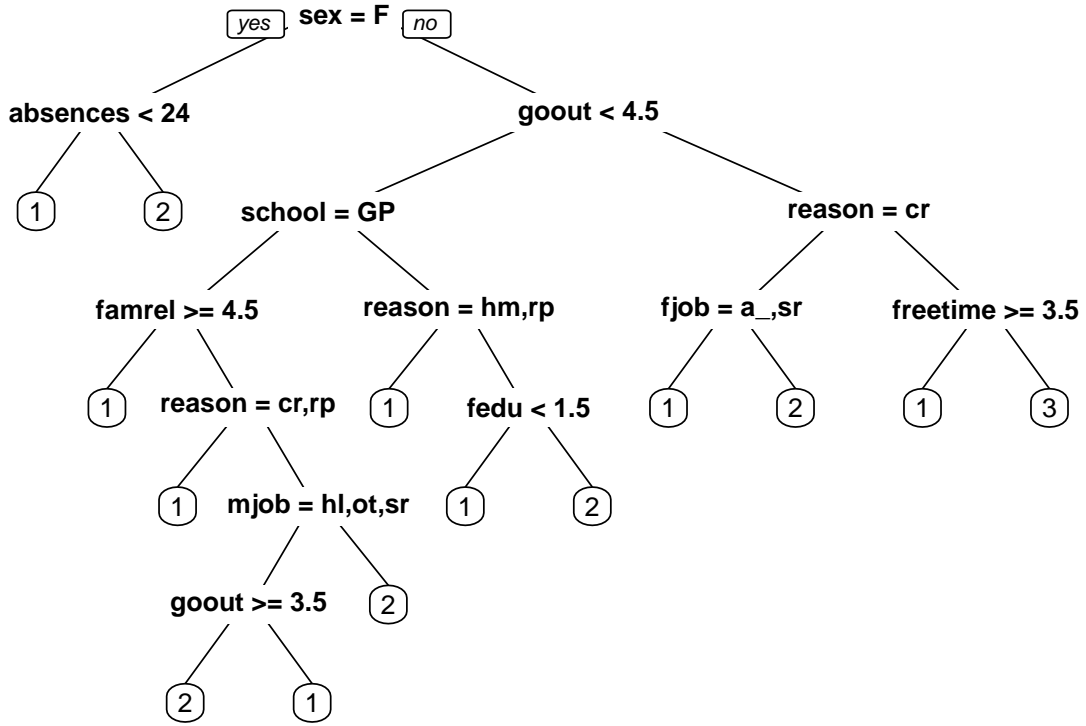 yes sex = F no
absences < 24 goout < 4.5
1 2 school = GP reason = cr
famrel >= 4.5 reason = hm,rp fjob = a_,sr freetime >= 3.5
1 reason = cr,rp 1 fedu < 1.5 1 2 1 3
1 mjob = hl,ot,sr 1 2
goout >= 3.5 2
2 1